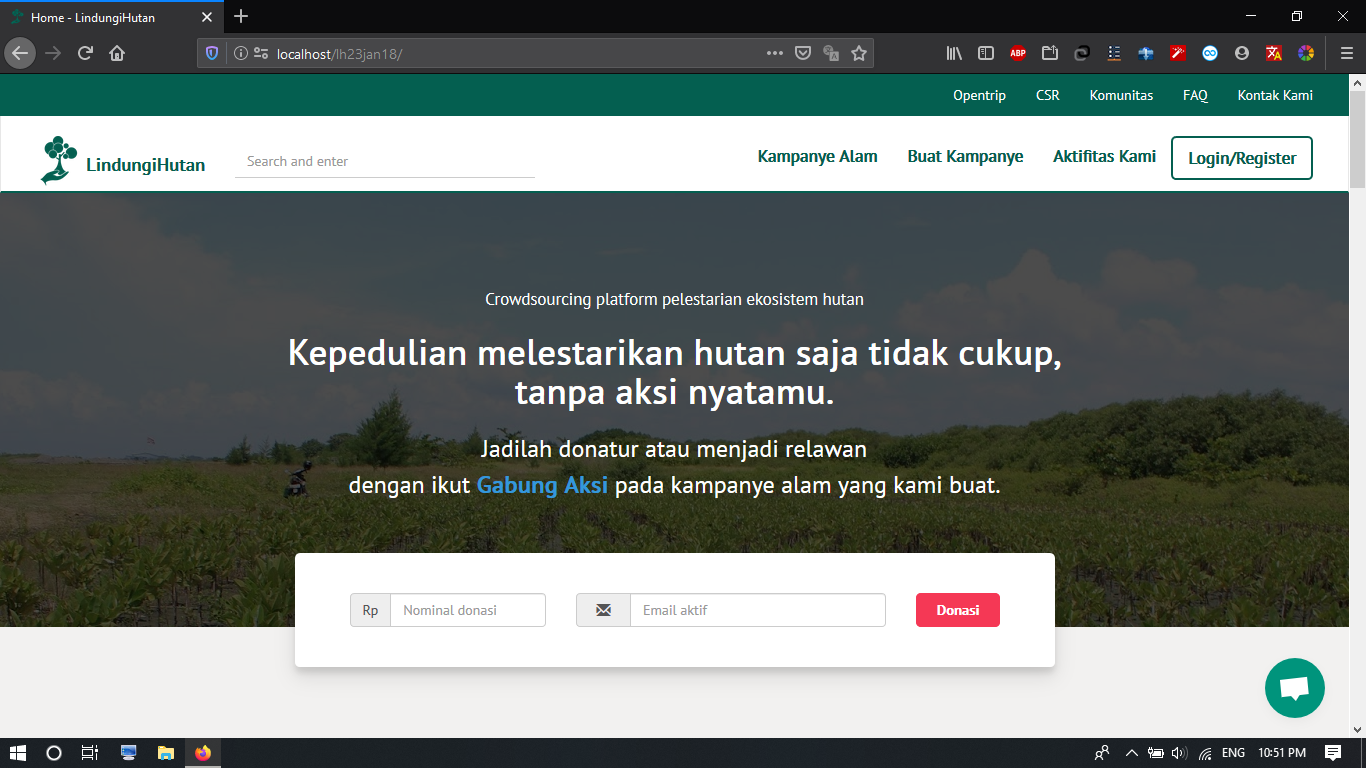 Home - LindungiHutan
localhost/lh23jan18/
ABP
Opentrip CSR Komunitas FAQ Kontak Kami
LindungiHutan
Search and enter
Kampanye Alam Buat Kampanye Aktifitas Kami Login/Register
Crowdsourcing platform pelestarian ekosistem hutan
Kepedulian melestarikan hutan saja tidak cukup,
tanpa aksi nyatamu.
Jadilah donatur atau menjadi relawan
dengan ikut Gabung Aksi pada kampanye alam yang kami buat.
Rp Nominal donasi Email aktif Donasi
ENG 10:51 PM